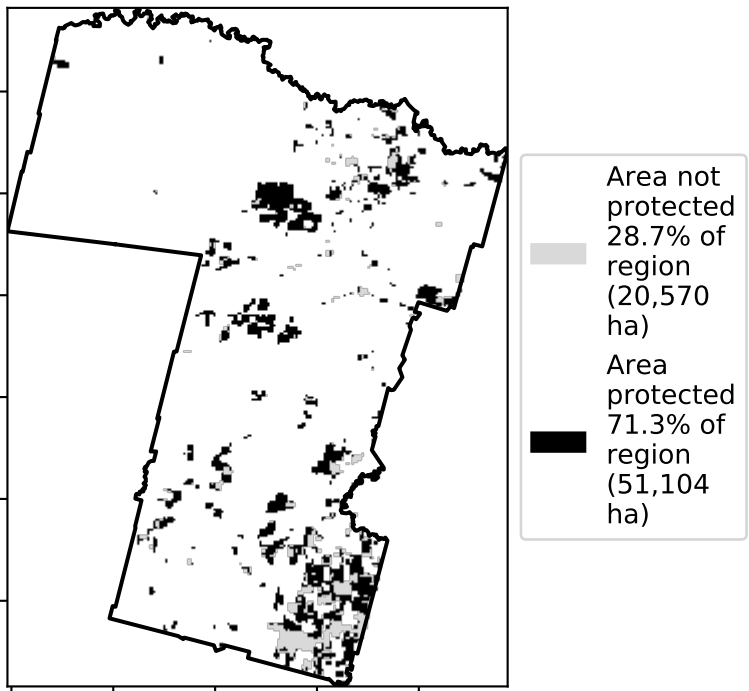 Area not
protected
28.7% of
region
(20,570
ha)
Area
protected
71.3% of
region
(51,104
ha)